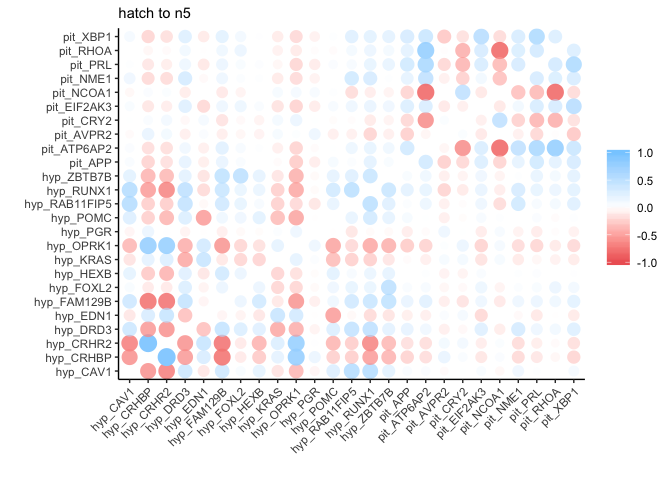 hatch to n5
pit_XBP1
pit_RHOA
pit_PRL
pit_NME1
pit_NCOA1
pit_EIF2AK3
pit_CRY2
pit_AVPR2
pit_ATP6AP2
pit_APP
hyp_ZBTB7B
hyp_RUNX1
hyp_RAB11FIP5
hyp_POMC
hyp_PGR
hyp_OPRK1
hyp_KRAS
hyp_HEXB
hyp_FOXL2
hyp_FAM129B
hyp_EDN1
hyp_DRD3
hyp_CRHR2
hyp_CRHBP
hyp_CAV1
hyp_CAV1
hyp_CRHBP
hyp_CRHR2
hyp_DRD3
hyp_EDN1
hyp_FAM129B
hyp_FOXL2
hyp_HEXB
hyp_KRAS
hyp_OPRK1
hyp_PGR
hyp_POMC
hyp_RAB11FIP5
hyp_RUNX1
hyp_ZBTB7B
pit_APP
pit_ATP6AP2
pit_AVPR2
pit_CRY2
pit_EIF2AK3
pit_NCOA1
pit_NME1
pit_PRL
pit_RHOA
pit_XBP1
1.0
0.5
0.0
-0.5
-1.0